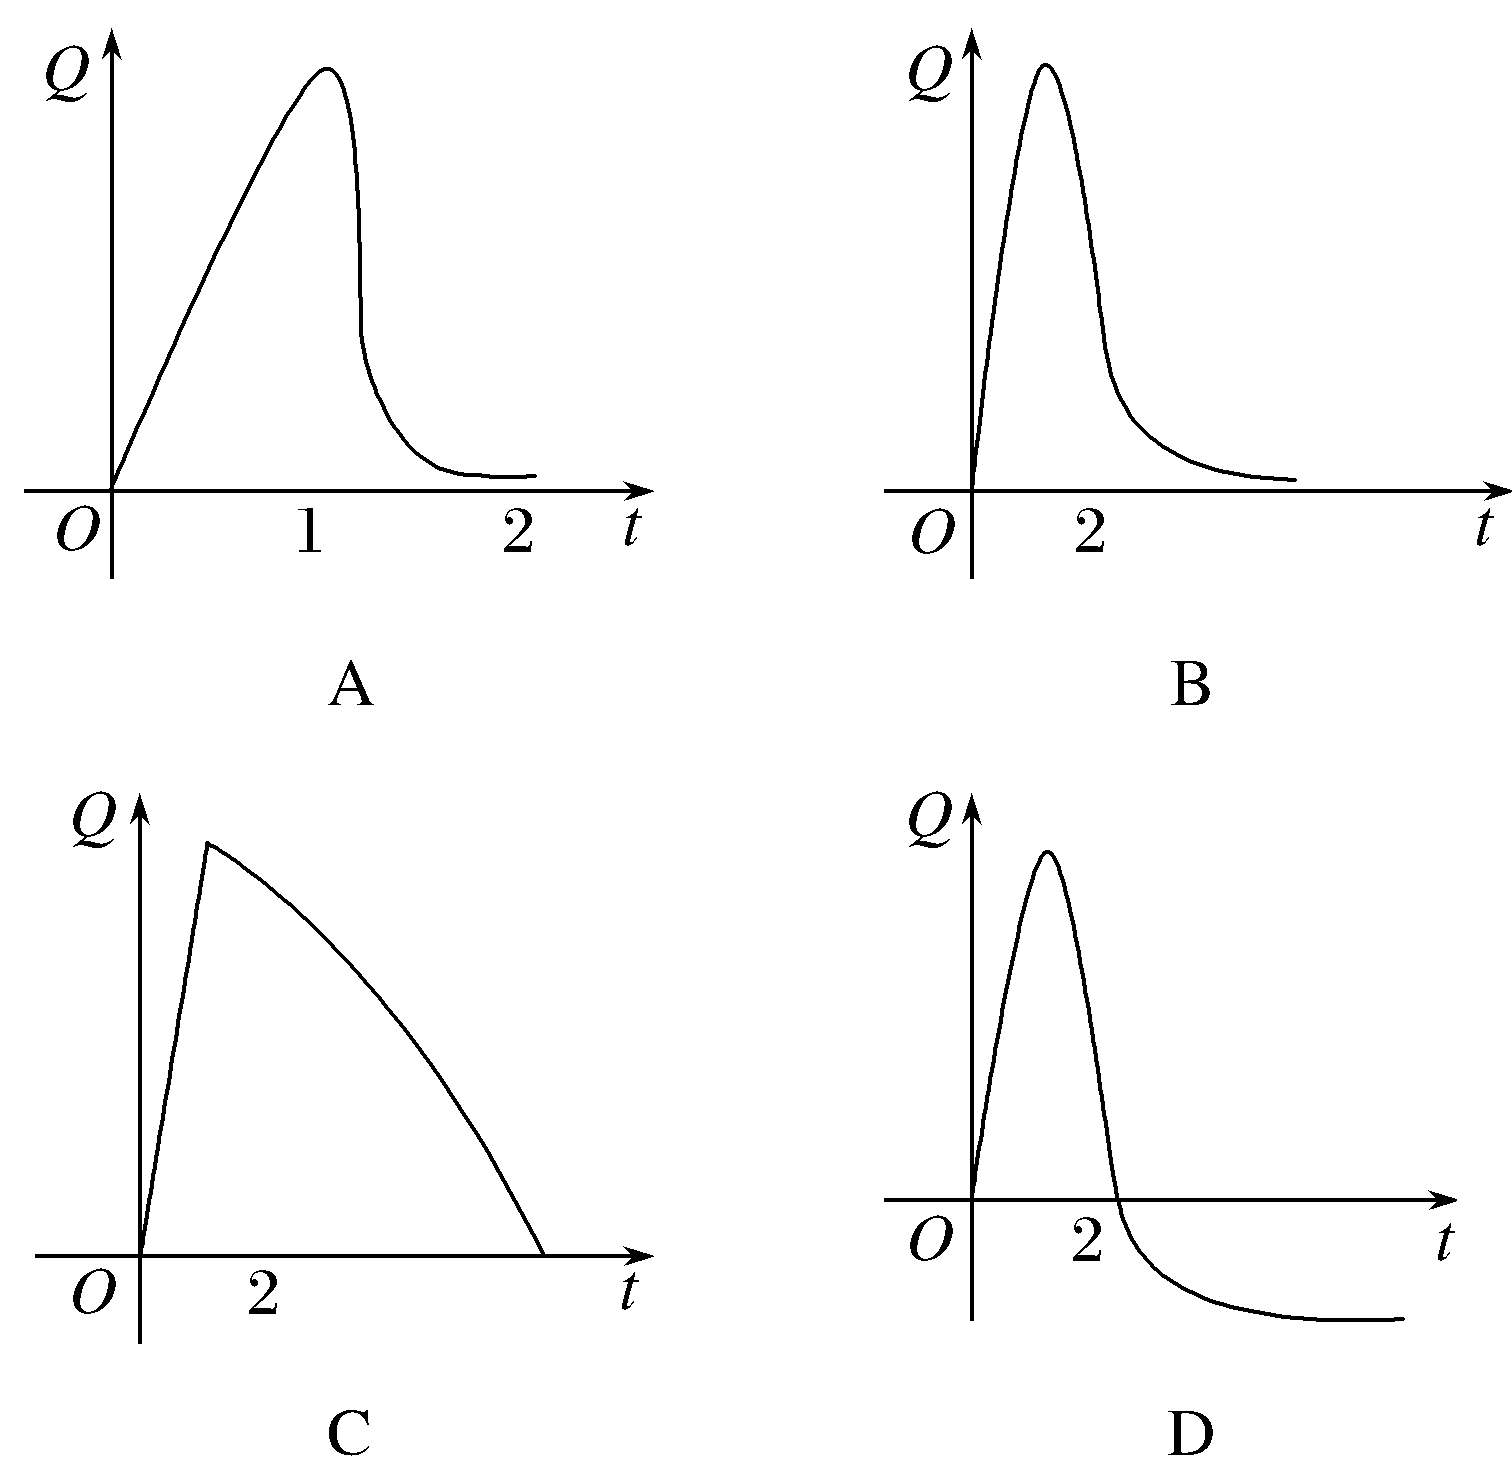 Q Q
O 1 2 t O 2 t
A B
Q Q
O 2 t O 2 t
C D